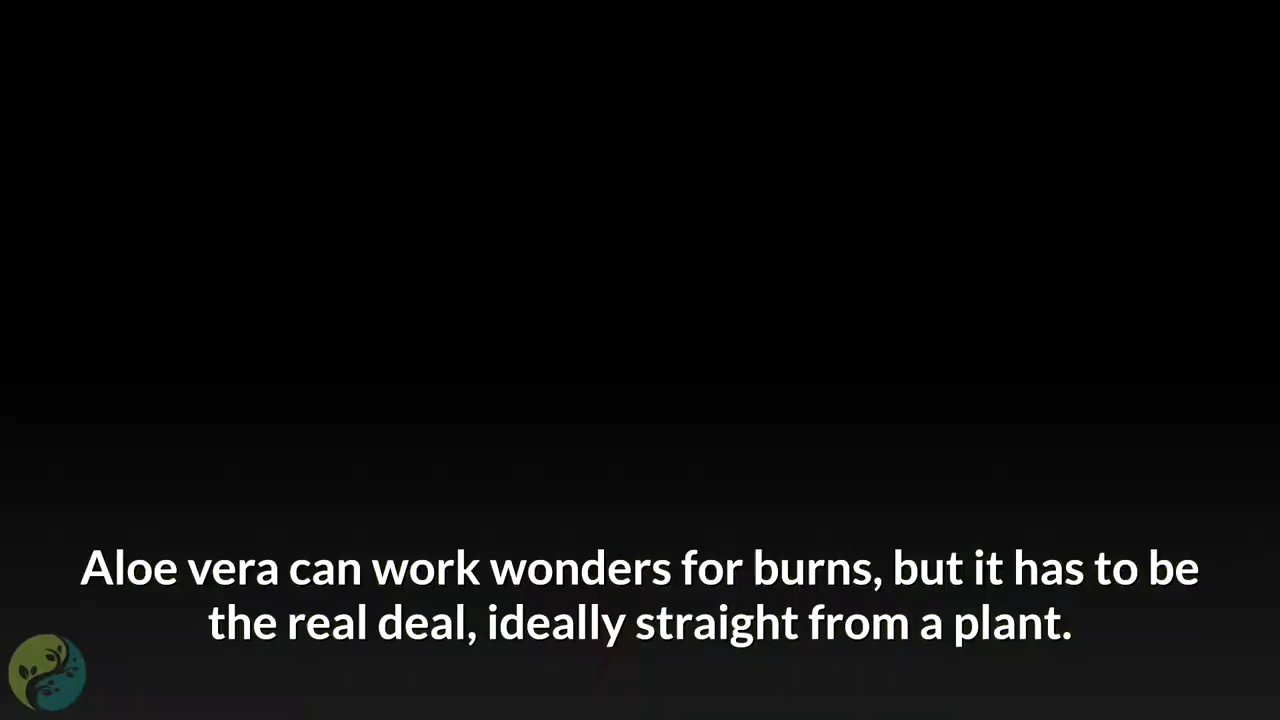 Aloe vera can work wonders for burns, but it has to be
the real deal, ideally straight from a plant.